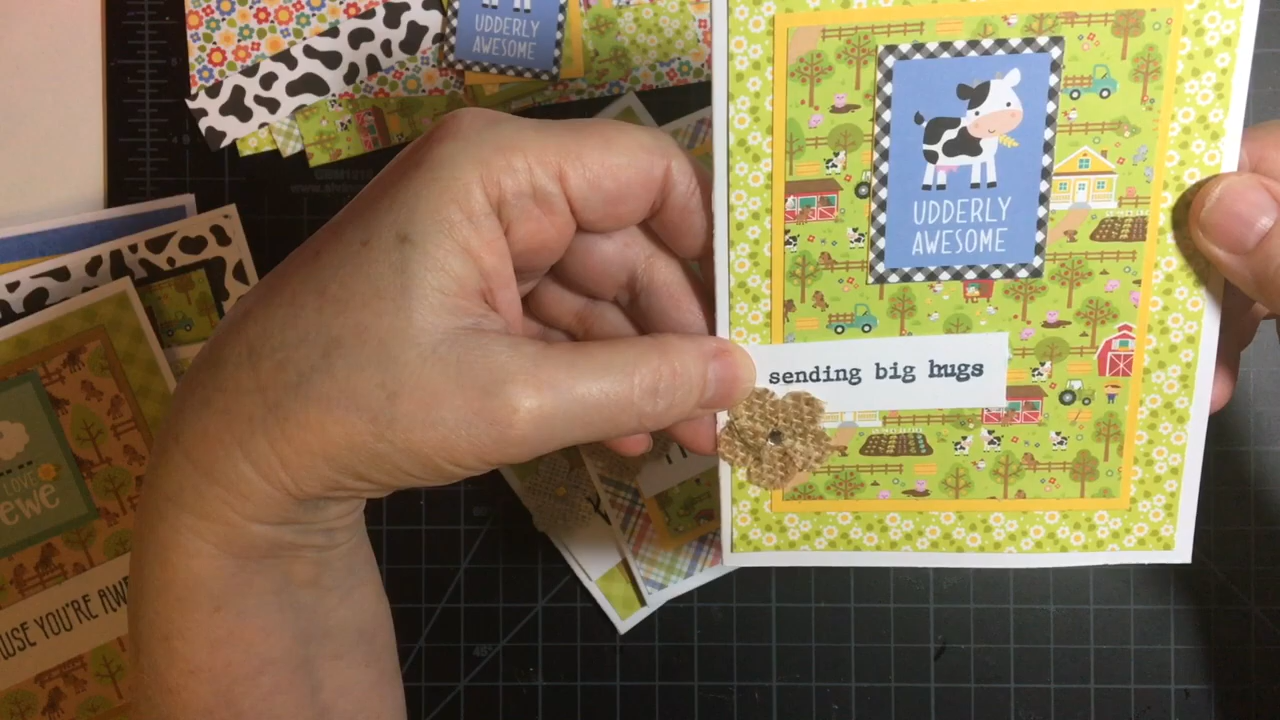 UDDERLY
AWESOME
UDDERLY
AWESOME
sending big hugs
LOVE
ewe
USE YOU'RE AW